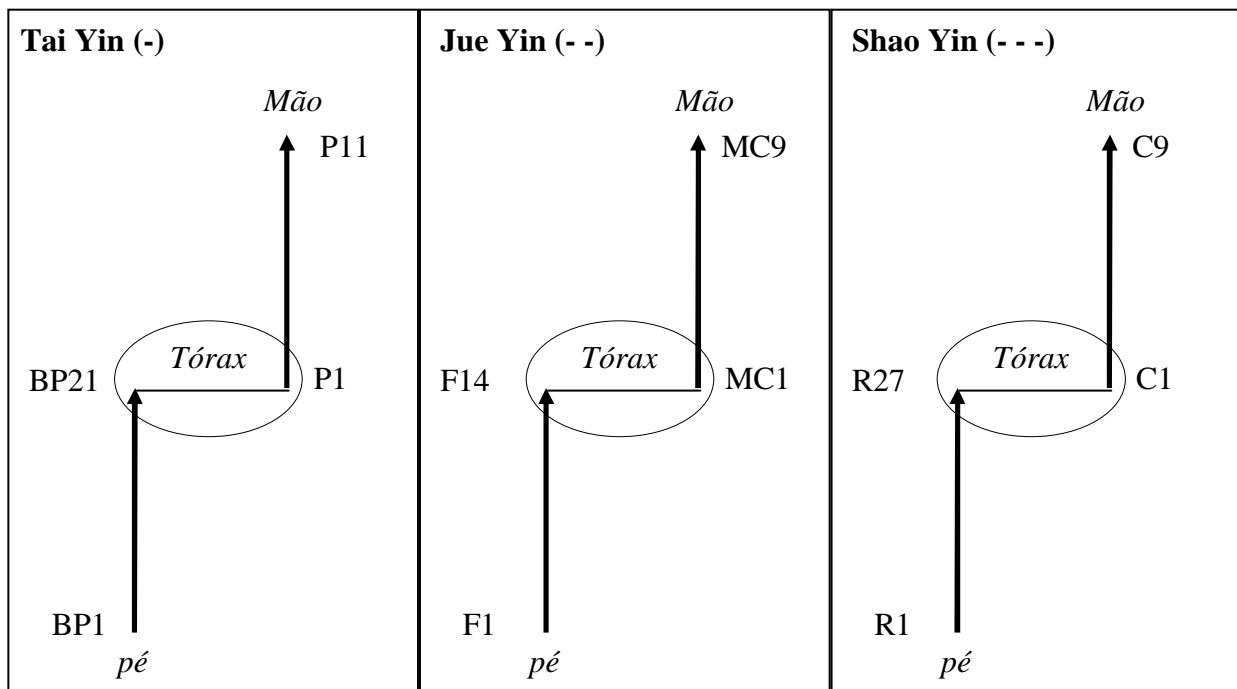 Tai Yin (-)
Mão
P11
Tórax
BP21
P1
BP1
pé
Jue Yin (- -)
Mão
MC9
Tórax
F14
MC1
F1
pé
Shao Yin (- - -)
Mão
C9
Tórax
R27
C1
R1
pé